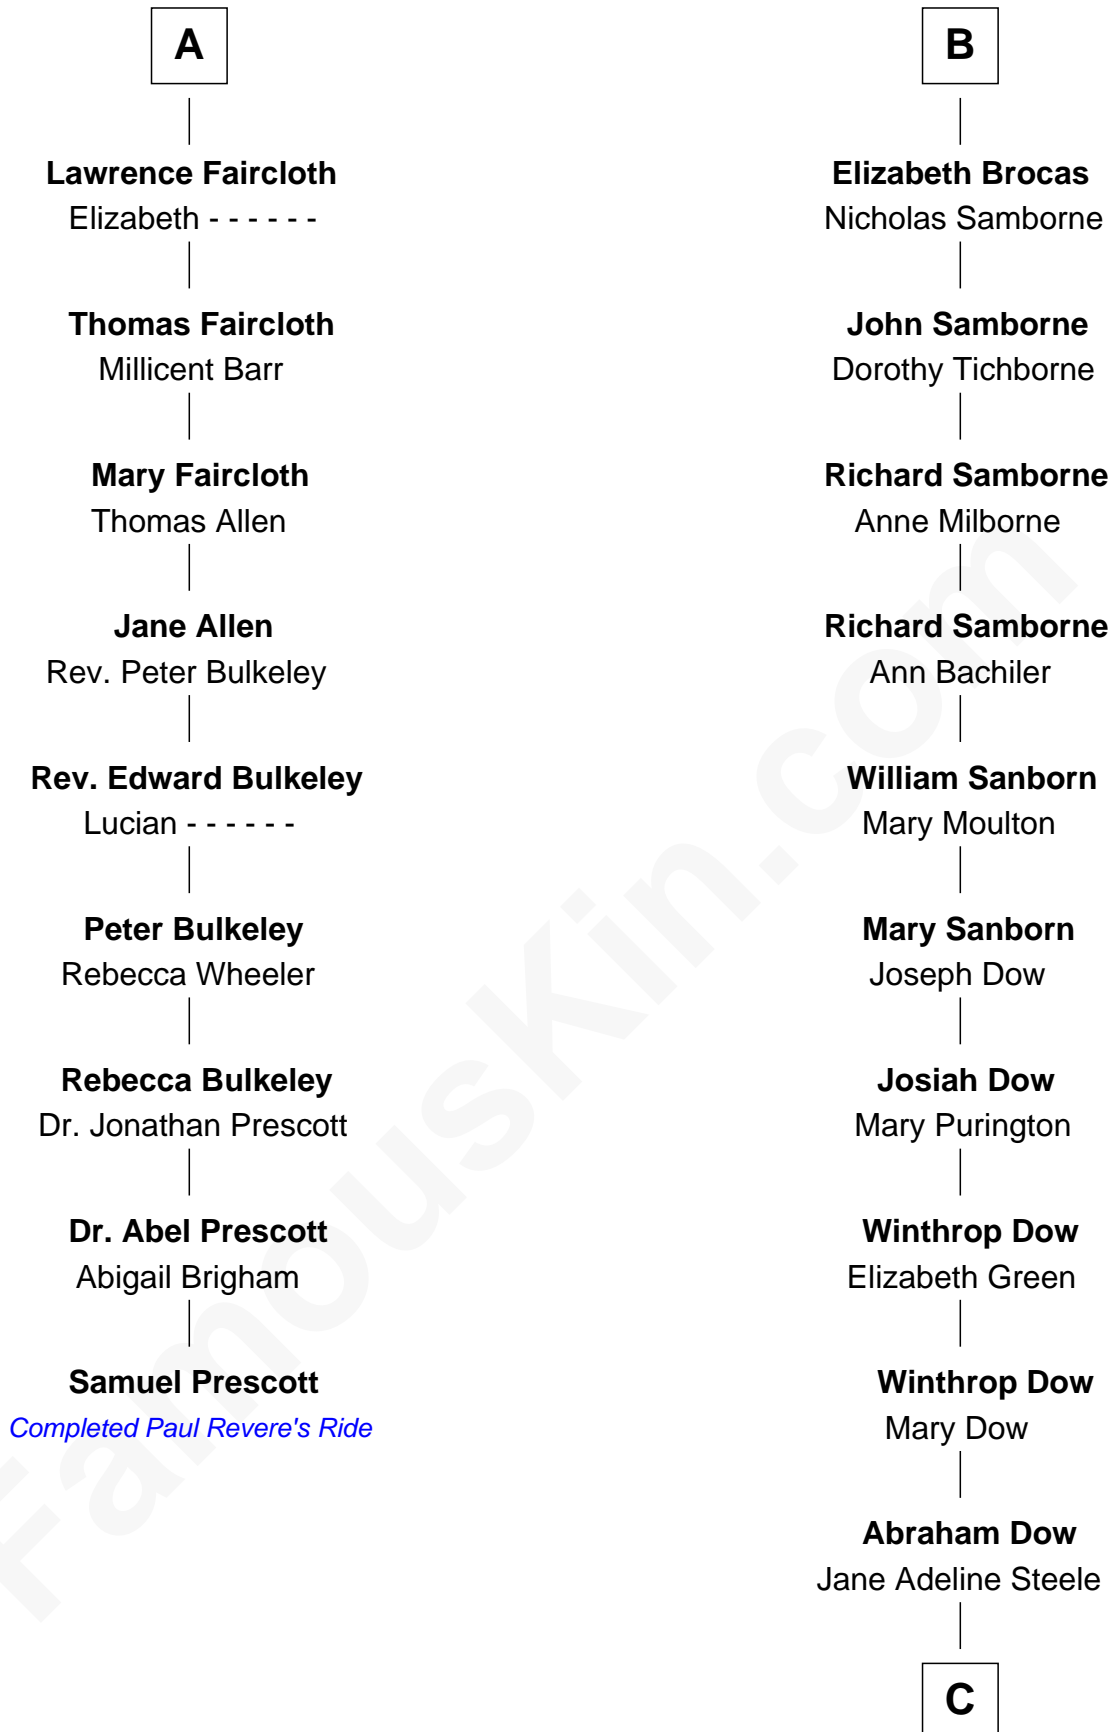 A
Lawrence Faircloth
Elizabeth - - - - - -
Thomas Faircloth
Millicent Barr
Mary Faircloth
Thomas Allen
Jane Allen
Rev. Peter Bulkeley
Rev. Edward Bulkeley
Lucian - - - - - -
Peter Bulkeley
Rebecca Wheeler
Rebecca Bulkeley
Dr. Jonathan Prescott
Dr. Abel Prescott
Abigail Brigham
Samuel Prescott
Completed Paul Revere's Ride
B
Elizabeth Brocas
Nicholas Samborne
John Samborne
Dorothy Tichborne
Richard Samborne
Anne Milborne
Richard Samborne
Ann Bachiler
William Sanborn
Mary Moulton
Mary Sanborn
Joseph Dow
Josiah Dow
Mary Purington
Winthrop Dow
Elizabeth Green
Winthrop Dow
Mary Dow
Abraham Dow
Jane Adeline Steele
C
FamousKin.com